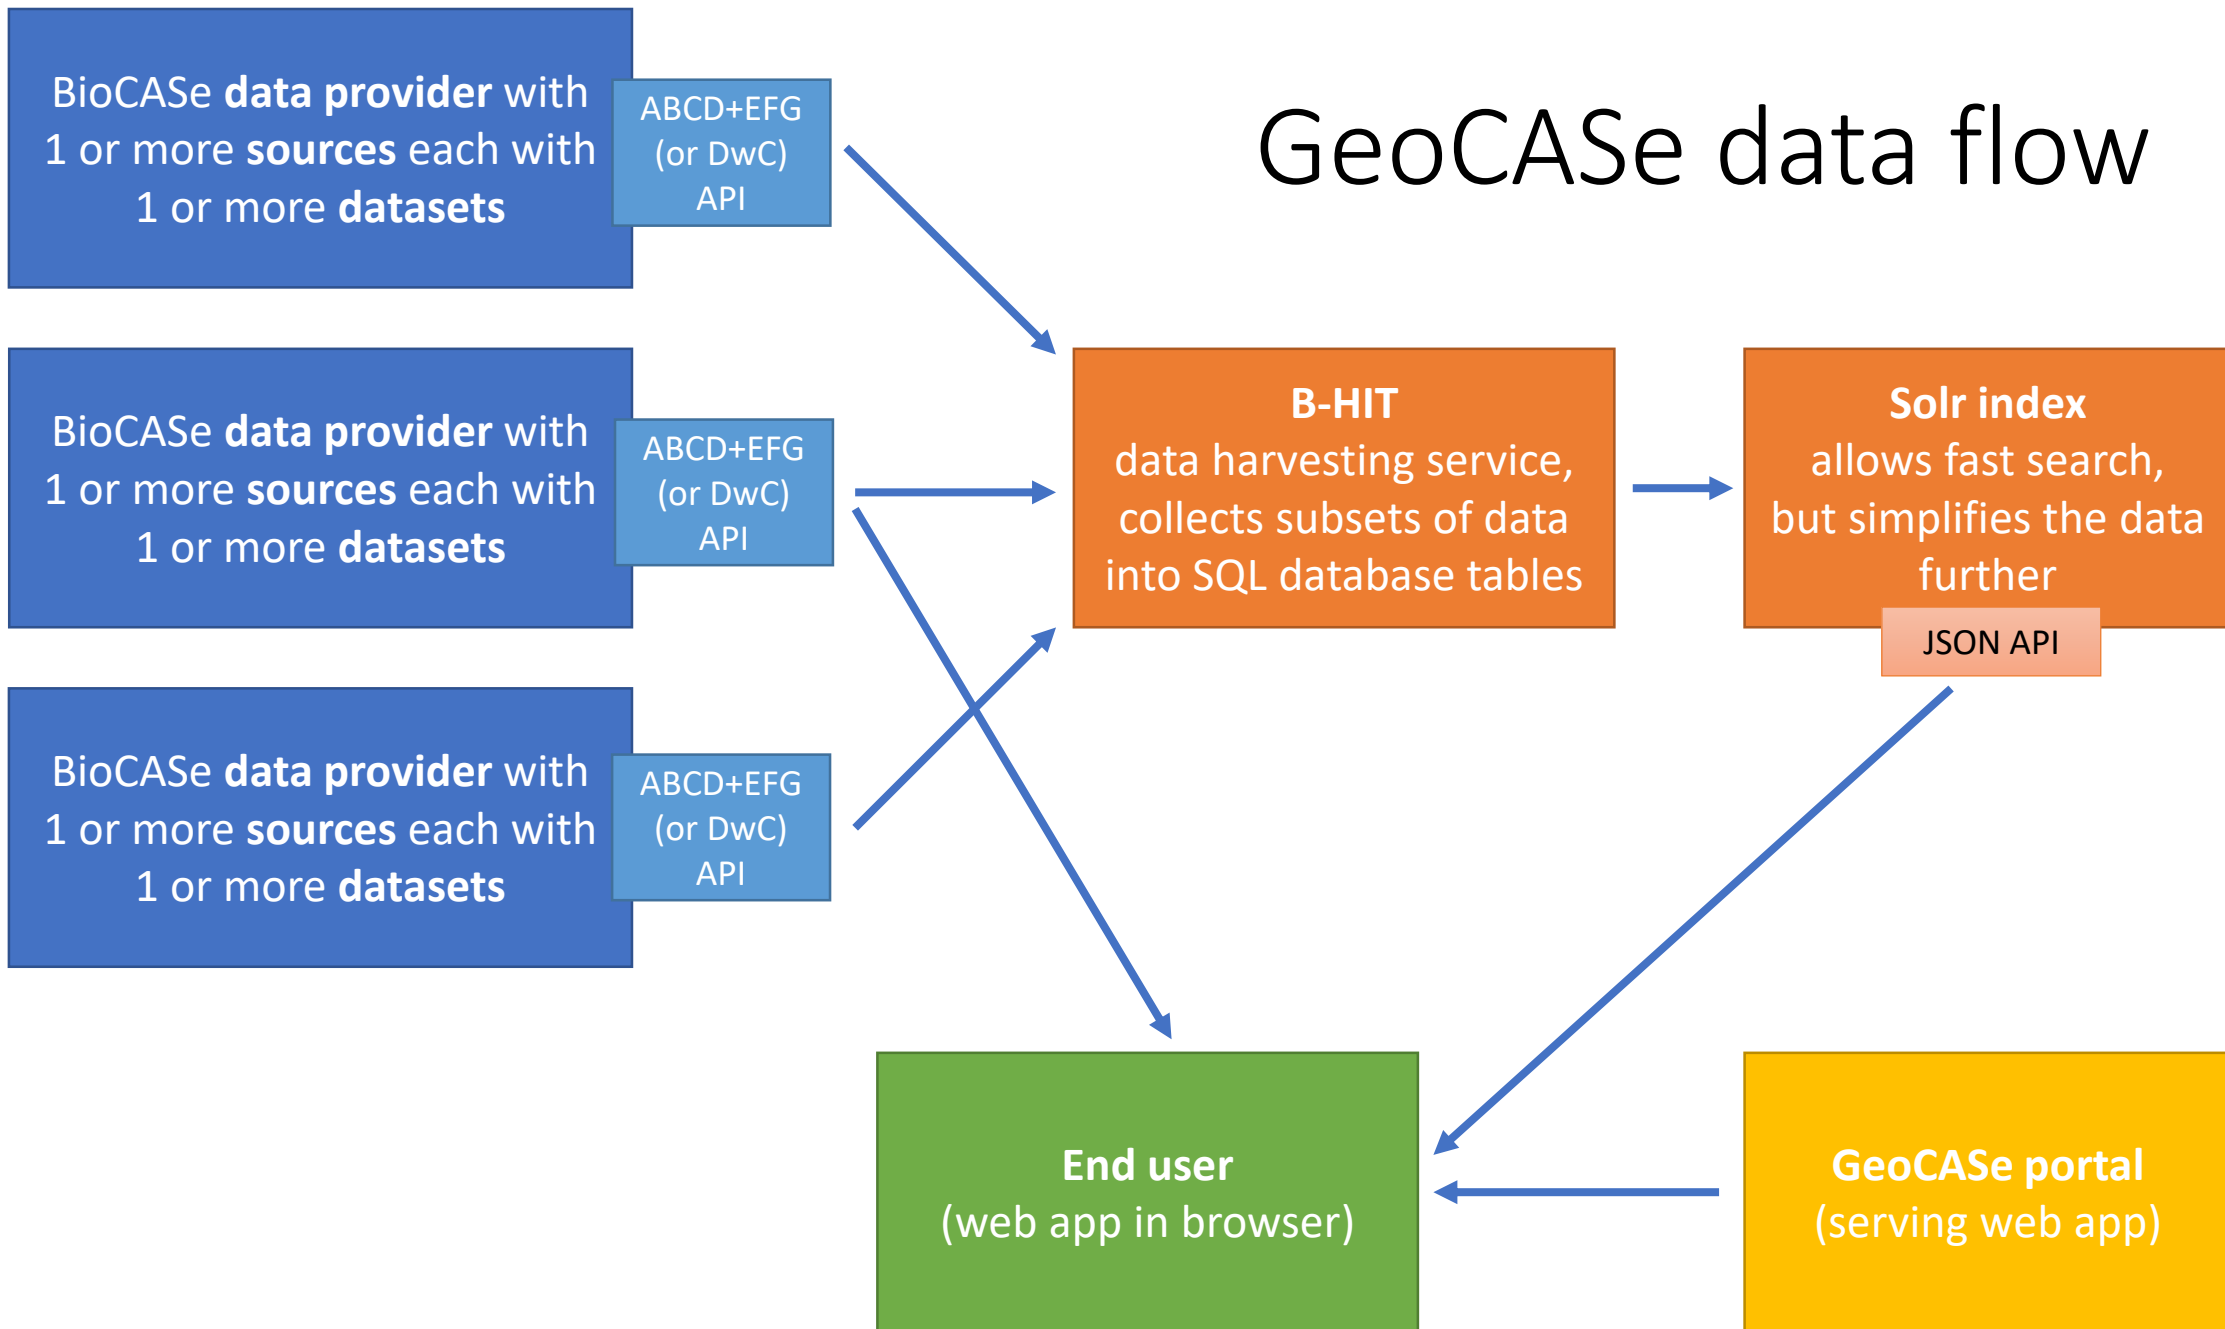 GeoCASe data flow
BioCASe data provider with
1 or more sources each with
1 or more datasets
ABCD+EFG
(or DwC)
API
BioCASe data provider with
1 or more sources each with
1 or more datasets
ABCD+EFG
(or DwC)
API
B-HIT
data harvesting service,
collects subsets of data
into SQL database tables
Solr index
allows fast search,
but simplifies the data
further
JSON API
BioCASe data provider with
1 or more sources each with
1 or more datasets
ABCD+EFG
(or DwC)
API
End user
(web app in browser)
GeoCASe portal
(serving web app)